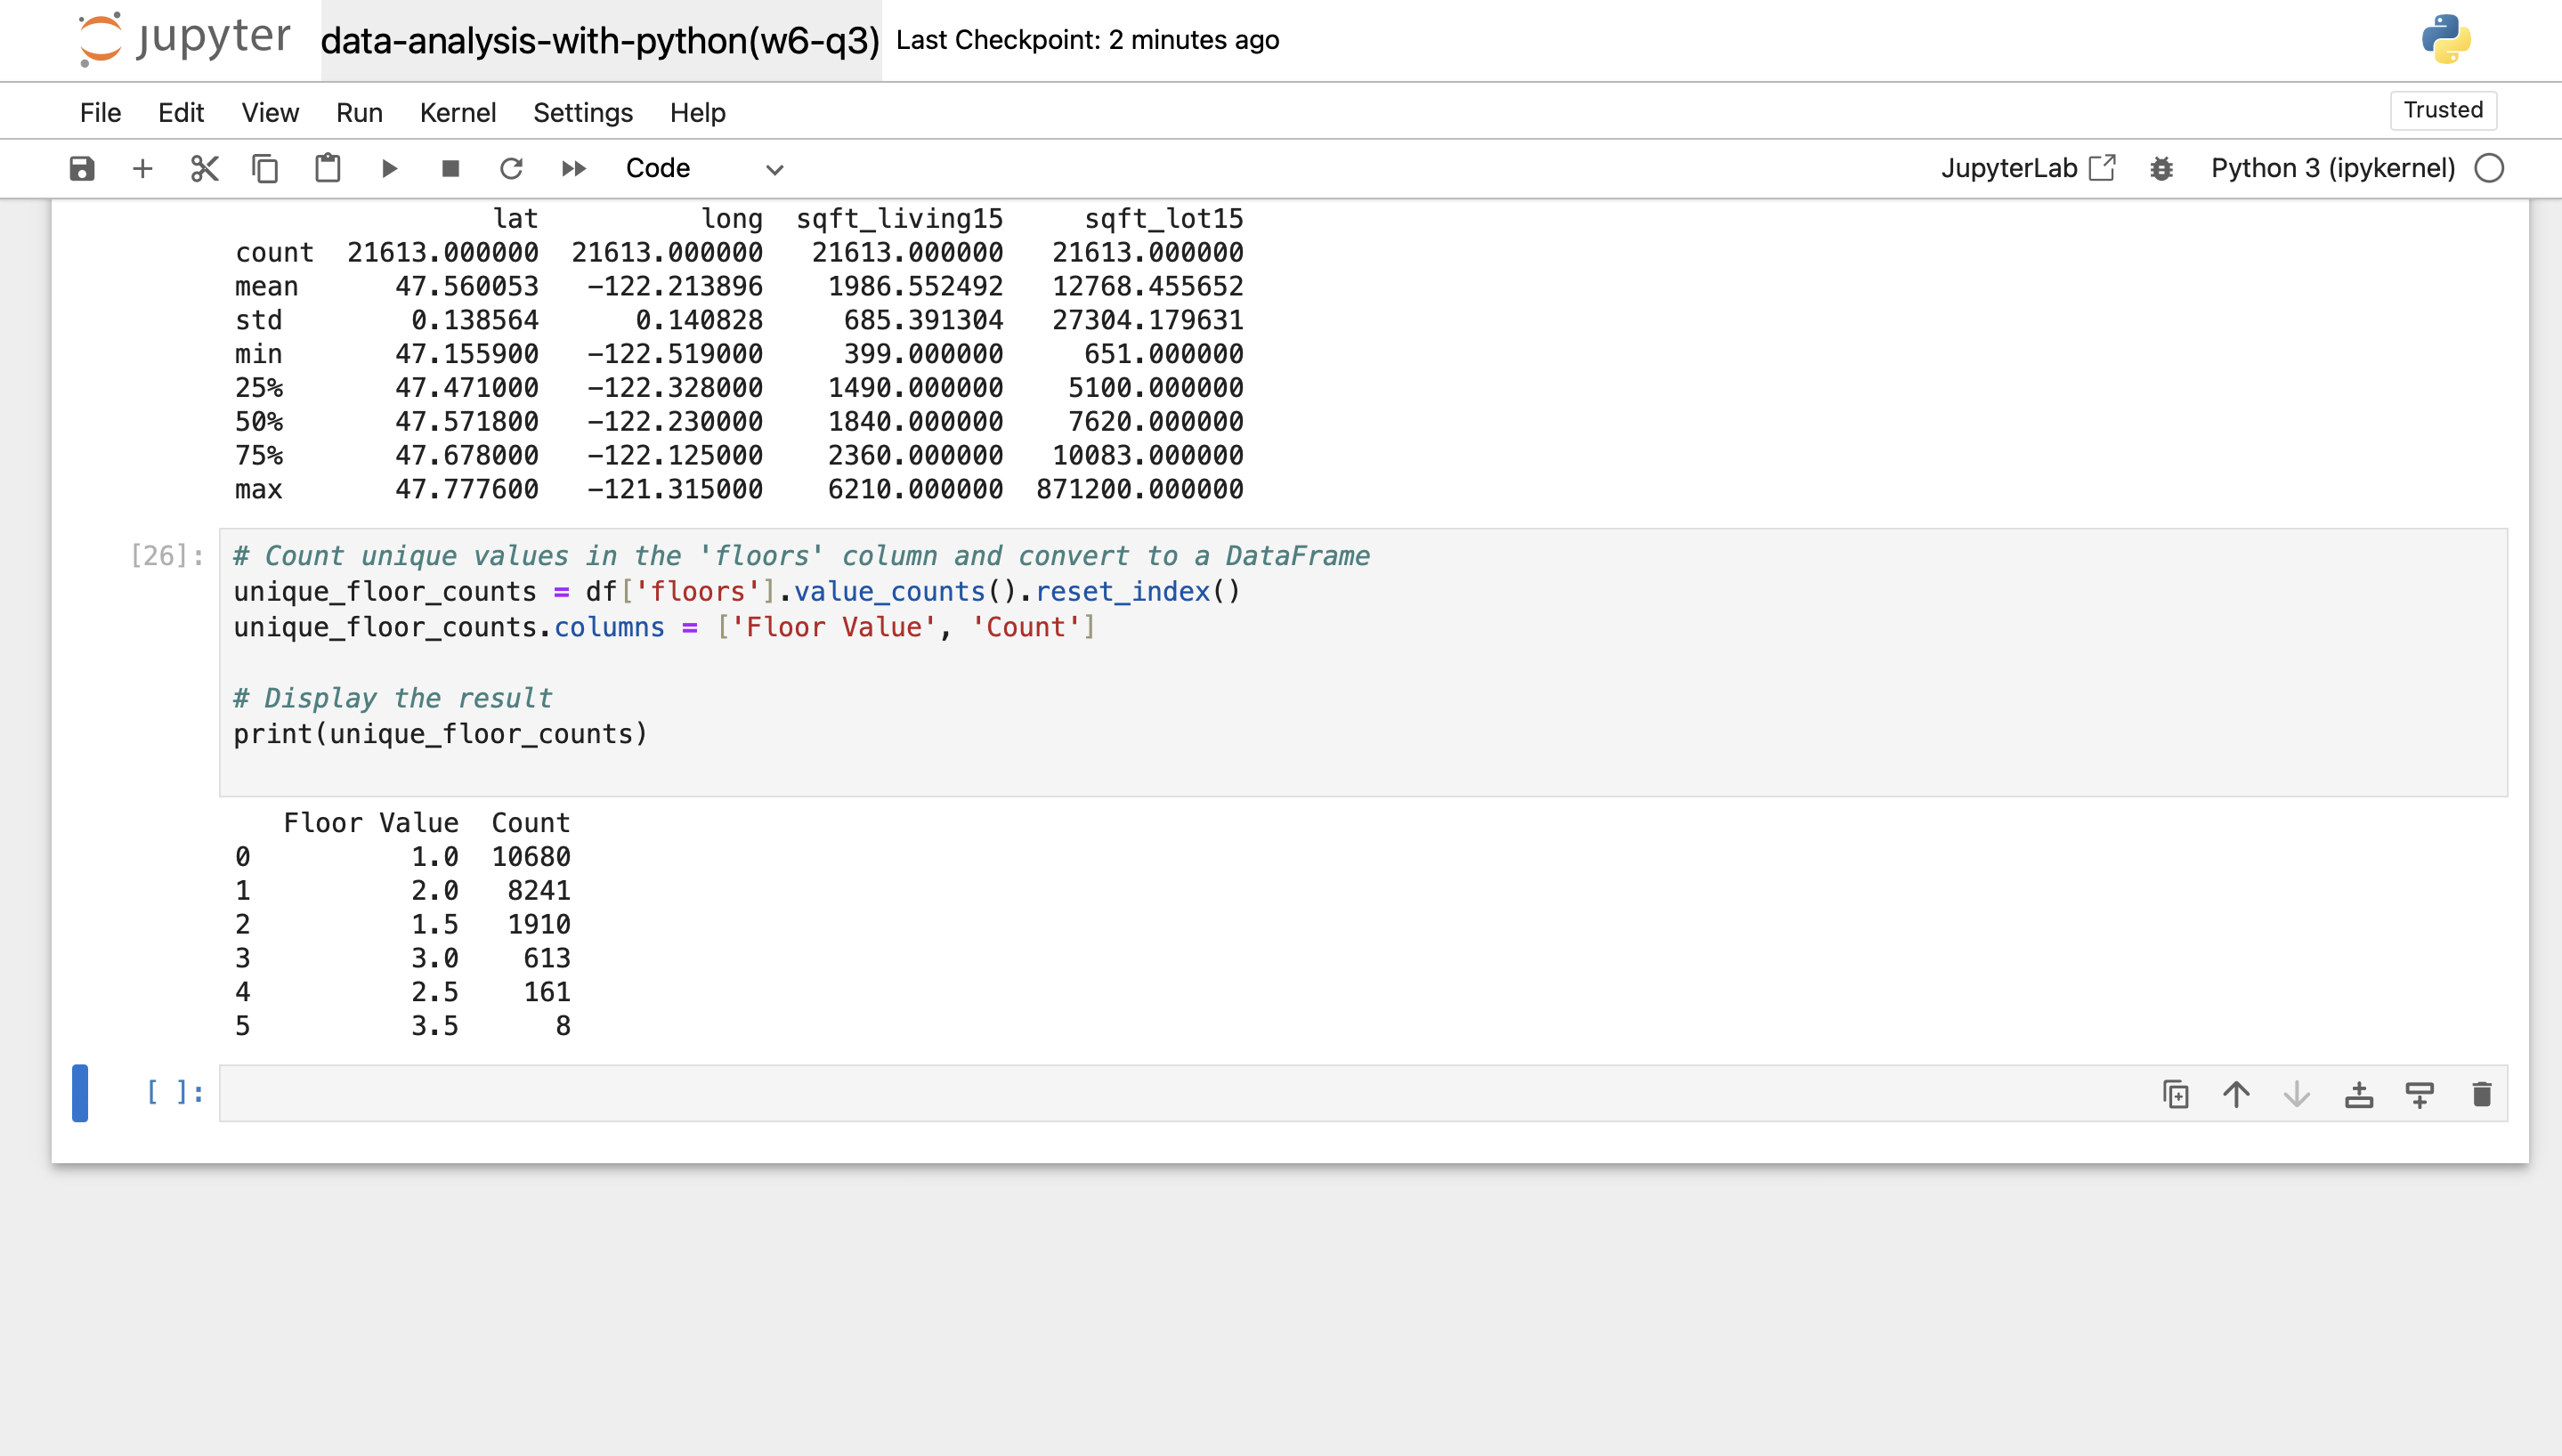 jupyter data-analysis-with-python(w6-q3) Last Checkpoint: 2 minutes ago
File Edit View Run Kernel Settings Help Trusted
Code JupyterLab Python 3 (ipykernel)
lat long sqft_living15 sqft_lot15
count 21613.000000 21613.000000 21613.000000 21613.000000
mean 47.560053 -122.213896 1986.552492 12768.455652
std 0.138564 0.140828 685.391304 27304.179631
min 47.155900 -122.519000 399.000000 651.000000
25% 47.471000 -122.328000 1490.000000 5100.000000
50% 47.571800 -122.230000 1840.000000 7620.000000
75% 47.678000 -122.125000 2360.000000 10083.000000
max 47.777600 -121.315000 6210.000000 871200.000000
[26]: # Count unique values in the 'floors' column and convert to a DataFrame
unique_floor_counts = df['floors'].value_counts().reset_index()
unique_floor_counts.columns = ['Floor Value', 'Count']
# Display the result
print(unique_floor_counts)
Floor Value Count
0 1.0 10680
1 2.0 8241
2 1.5 1910
3 3.0 613
4 2.5 161
5 3.5 8
[ ]: